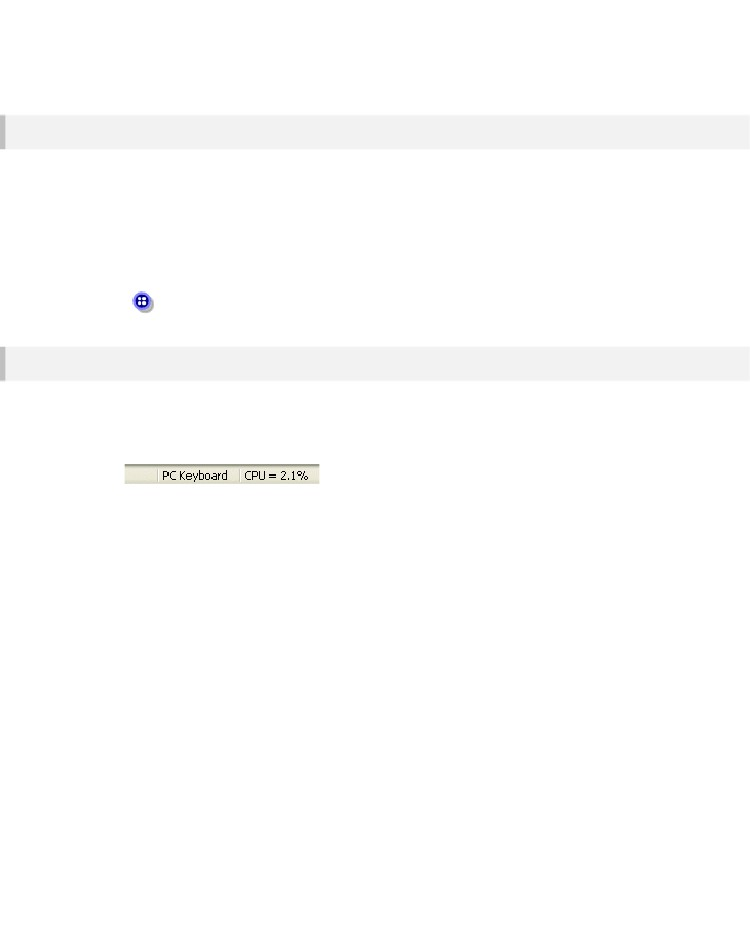 PC Keyboard CPU = 2.1%